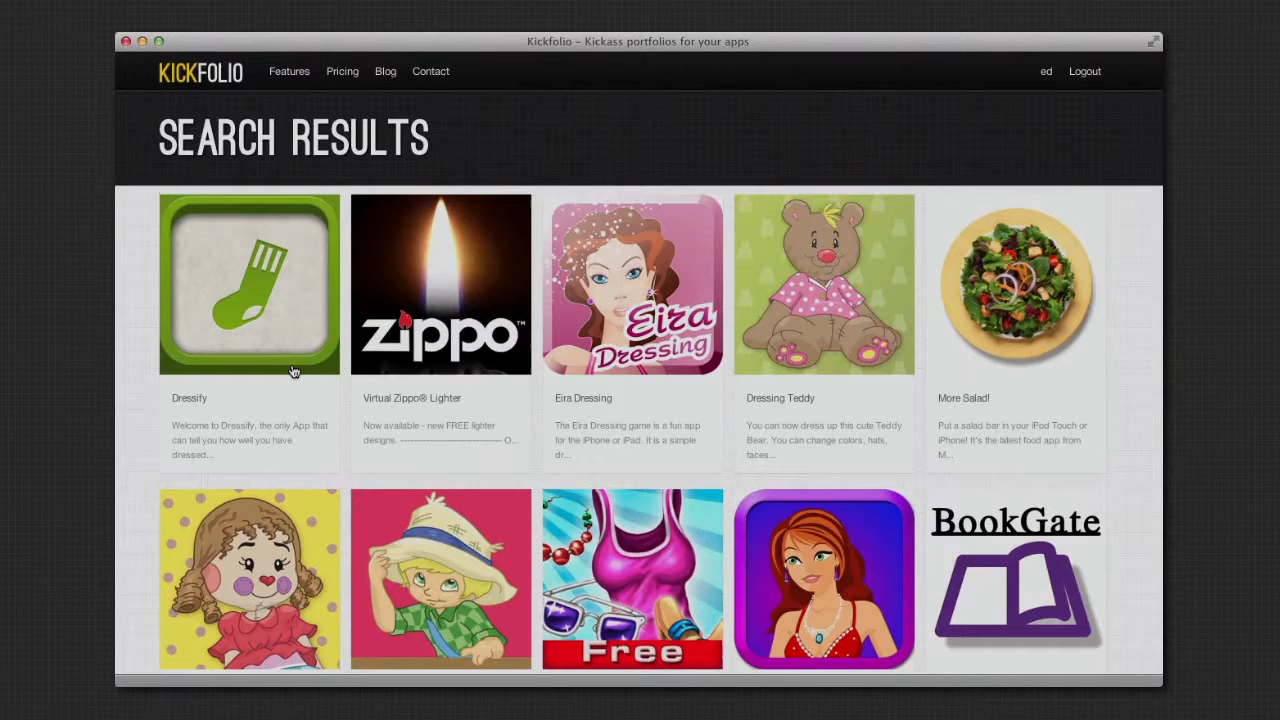 Kickfolio – Kickass portfolios for your apps
KICKFOLIO Features Pricing Blog Contact ed Logout
SEARCH RESULTS
zippo™
Eira
Dressing
Dressify
Welcome to Dressify, the only App that
can tell you how well you have
dressed...
Virtual Zippo® Lighter
Now available - new FREE lighter
designs. ---------------------------------- O...
Eira Dressing
The Eira Dressing game is a fun app
for the iPhone or iPad. It is a simple
dr...
Dressing Teddy
You can now dress up this cute Teddy
Bear. You can change colors, hats,
faces...
More Salad!
Put a salad bar in your iPod Touch or
iPhone! It's the latest food app from
M...
Free
BookGate